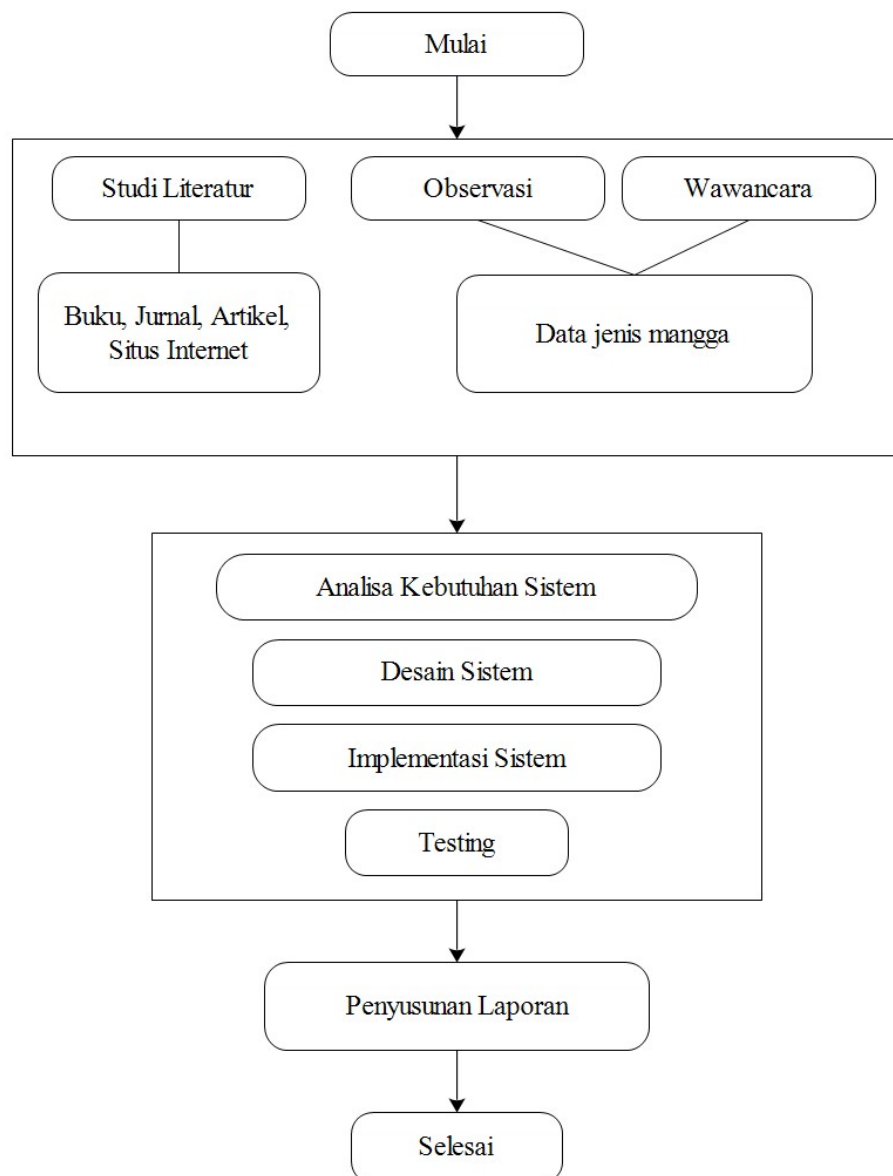 Mulai
Studi Literatur
Observasi
Wawancara
Buku, Jurnal, Artikel,
Situs Internet
Data jenis mangga
Analisa Kebutuhan Sistem
Desain Sistem
Implementasi Sistem
Testing
Penyusunan Laporan
Selesai